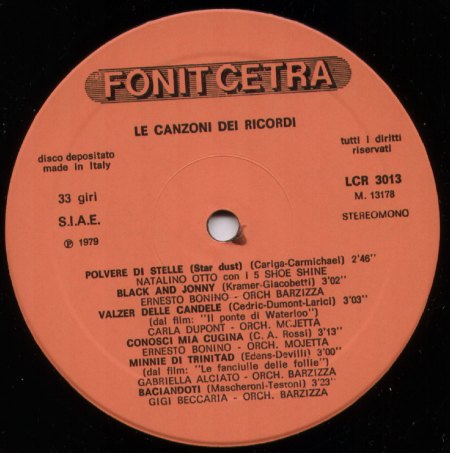 FONIT CETRA
LE CANZONI DEI RICORDI
disco depositato
made in Italy
tutti i diritti
riservati
33 giri
LCR 3013
M. 13178
S.I.A.E.
STEREOMONO
℗ 1979
POLVERE DI STELLE (Star dust) (Cariga-Carmichael) 2'46"
NATALINO OTTO con I 5 SHOE SHINE
BLACK AND JONNY (Kramer-Giacobetti) 3'02"
ERNESTO BONINO - ORCH BARZIZZA
VALZER DELLE CANDELE (Cedric-Dumont-Larici) 3'03"
(dal film: "Il ponte di Waterloo")
CARLA DUPONT - ORCH. MOJETTA
CONOSCI MIA CUGINA (C. A. Rossi) 3'13"
ERNESTO BONINO - ORCH. MOJETTA
MINNIE DI TRINITAD (Edens-Devilli) 3'00"
(dal film: "Le fanciulle delle follie")
GABRIELLA ALCIATO - ORCH. BARZIZZA
BACIANDOTI (Mascheroni-Testoni) 3'23"
GIGI BECCARIA - ORCH. BARZIZZA